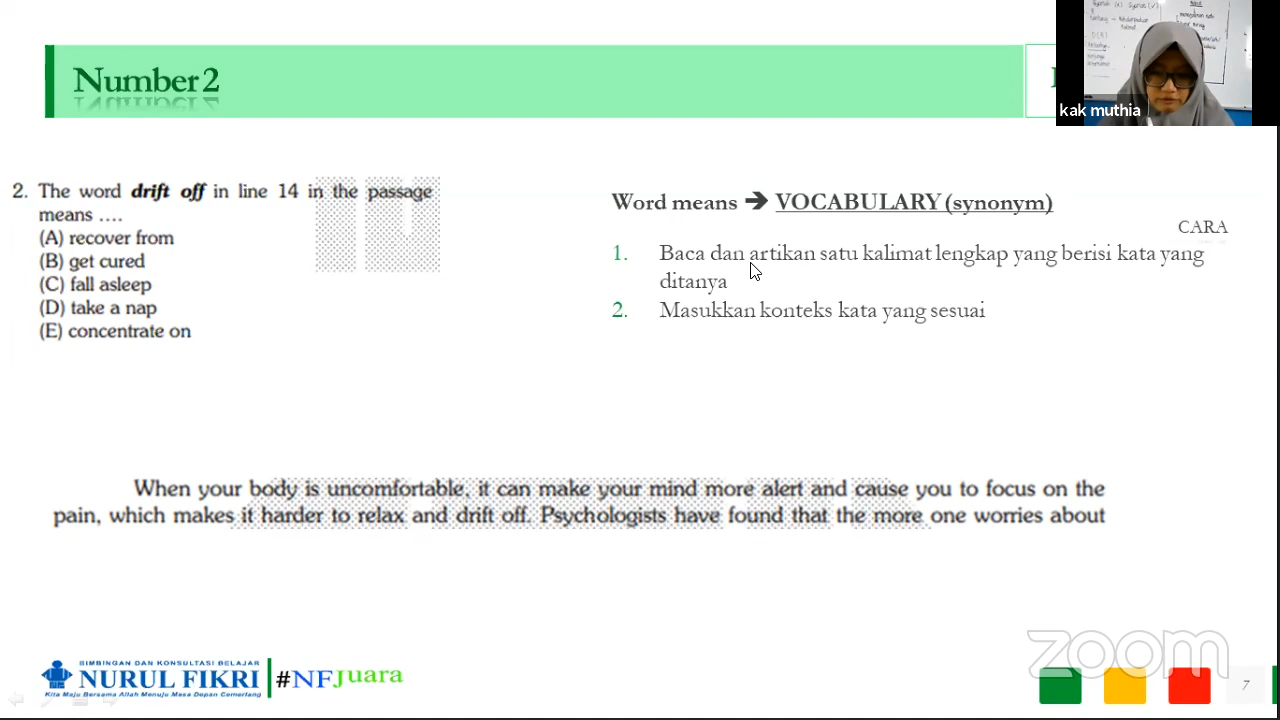 Number 2
kak muthia
2. The word drift off in line 14 in the passage
means ....
(A) recover from
(B) get cured
(C) fall asleep
(D) take a nap
(E) concentrate on
Word means → VOCABULARY (synonym)
CARA
1. Baca dan artikan satu kalimat lengkap yang berisi kata yang
ditanya
2. Masukkan konteks kata yang sesuai
When your body is uncomfortable, it can make your mind more alert and cause you to focus on the
pain, which makes it harder to relax and drift off. Psychologists have found that the more one worries about
BIMBINGAN DAN KONSULTASI BELAJAR
NURUL FIKRI
Kita Maju Bersama Allah Menuju Masa Depan Cemerlang
#NFJuara
zoom
7